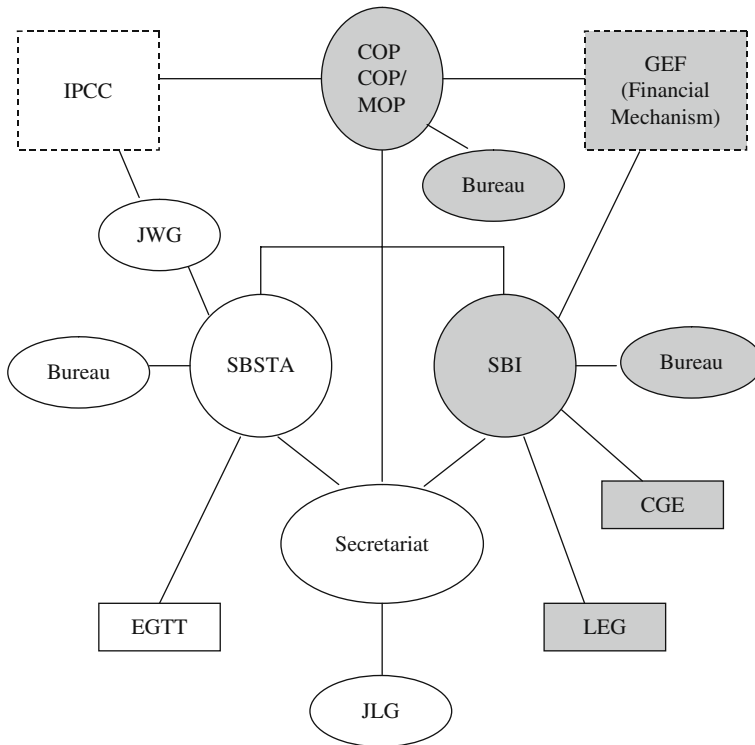 COP
COP/
MOP
IPCC
GEF
(Financial
Mechanism)
Bureau
JWG
Bureau
SBSTA
SBI
Bureau
CGE
Secretariat
EGTT
LEG
JLG